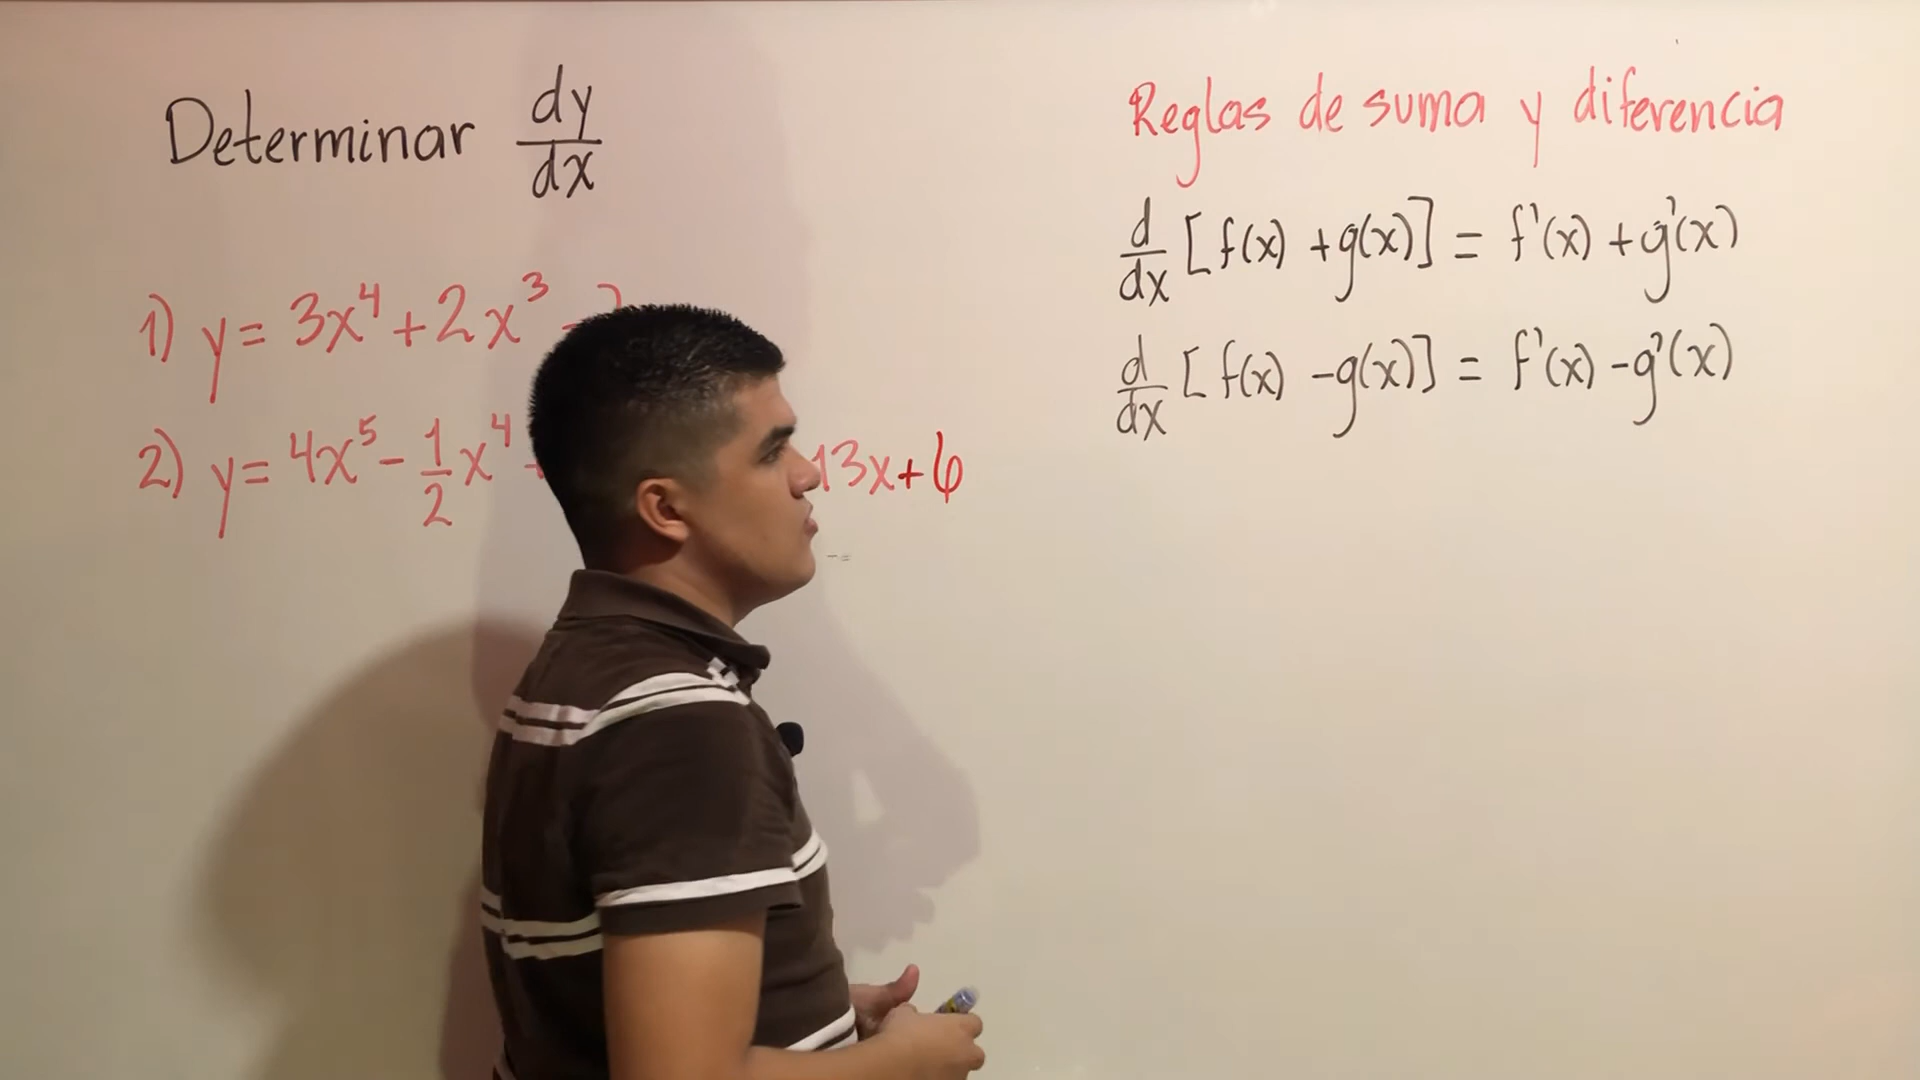 Determinar dy/dx
1) y = 3x⁴ + 2x³ -
2) y = 4x⁵ - 1/2 x⁴ 13x + 6
Reglas de suma y diferencia
d/dx [f(x) + g(x)] = f'(x) + g'(x)
d/dx [f(x) - g(x)] = f'(x) - g'(x)